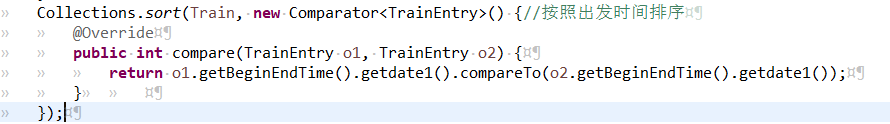 Collections.sort(Train, new Comparator<TrainEntry>() {//按照出发时间排序
@Override
public int compare(TrainEntry o1, TrainEntry o2) {
return o1.getBeginEndTime().getdate1().compareTo(o2.getBeginEndTime().getdate1());
}
});